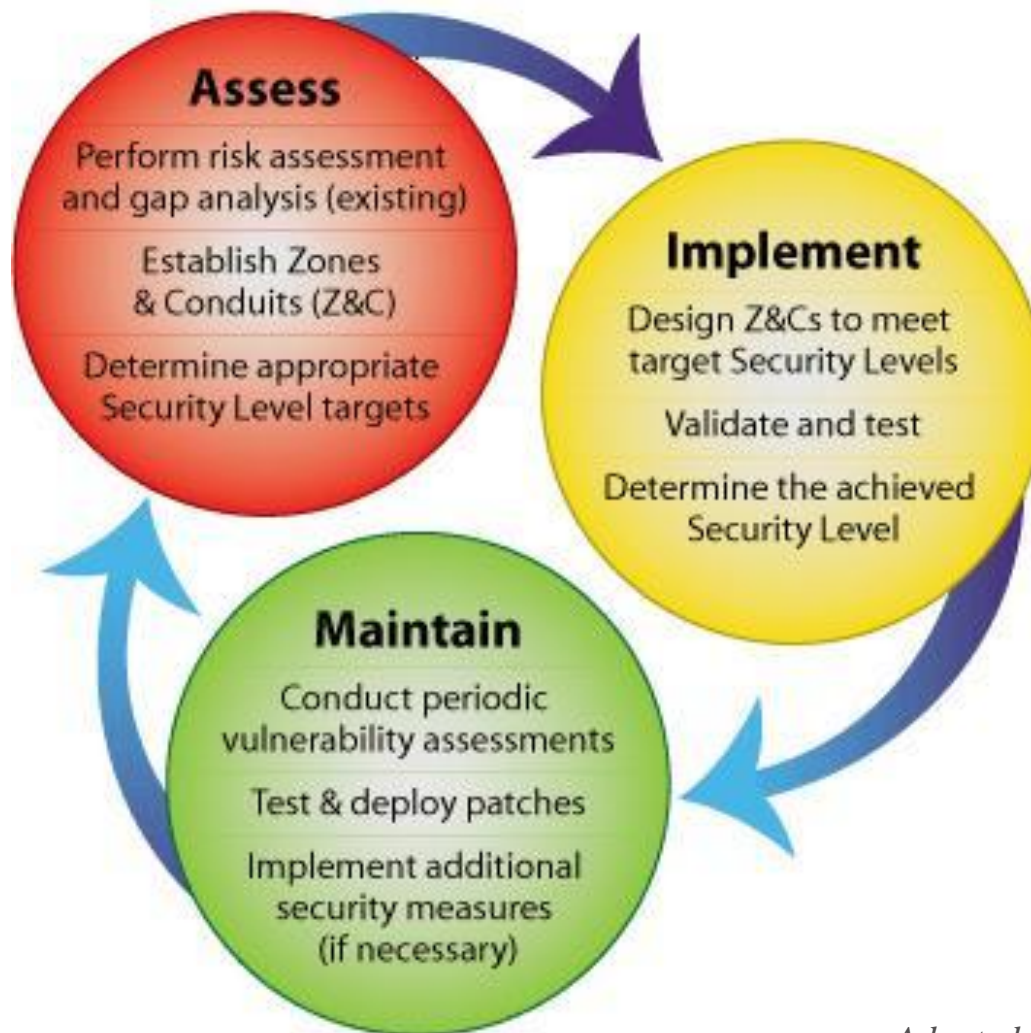 Assess
Perform risk assessment
and gap analysis (existing)
Establish Zones
& Conduits (Z&C)
Determine appropriate
Security Level targets
Implement
Design Z&Cs to meet
target Security Levels
Validate and test
Determine the achieved
Security Level
Maintain
Conduct periodic
vulnerability assessments
Test & deploy patches
Implement additional
security measures
(if necessary)